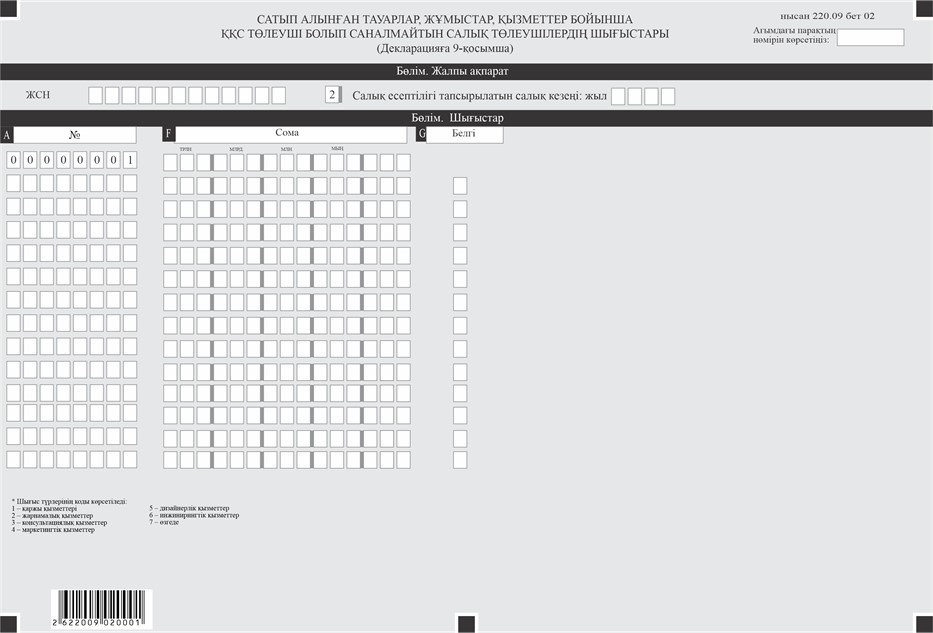 САТЫП АЛЫНҒАН ТАУАРЛАР, ЖҰМЫСТАР, ҚЫЗМЕТТЕР БОЙЫНША
ҚҚС ТӨЛЕУШІ БОЛЫП САНАЛМАЙТЫН САЛЫҚ ТӨЛЕУШІЛЕРДІҢ ШЫҒЫСТАРЫ
(Декларацияға 9-қосымша)
нысан 220.09 бет 02
Ағымдағы парақтың
нөмірін көрсетіңіз:
Бөлім. Жалпы ақпарат
ЖСН
2 Салық есептілігі тапсырылатын салық кезеңі: жыл
Бөлім. Шығыстар
A № F Сома G Белгі
трлн млрд млн мың
0 0 0 0 0 0 0 1
* Шығыс түрлерінің коды көрсетіледі:
1 – қаржы қызметтері
2 – жарнамалық қызметтер
3 – консультациялық қызметтер
4 – маркетингтік қызметтер
5 – дизайнерлік қызметтер
6 – инжинирингтік қызметтер
7 – өзгеде
2 622009 020001